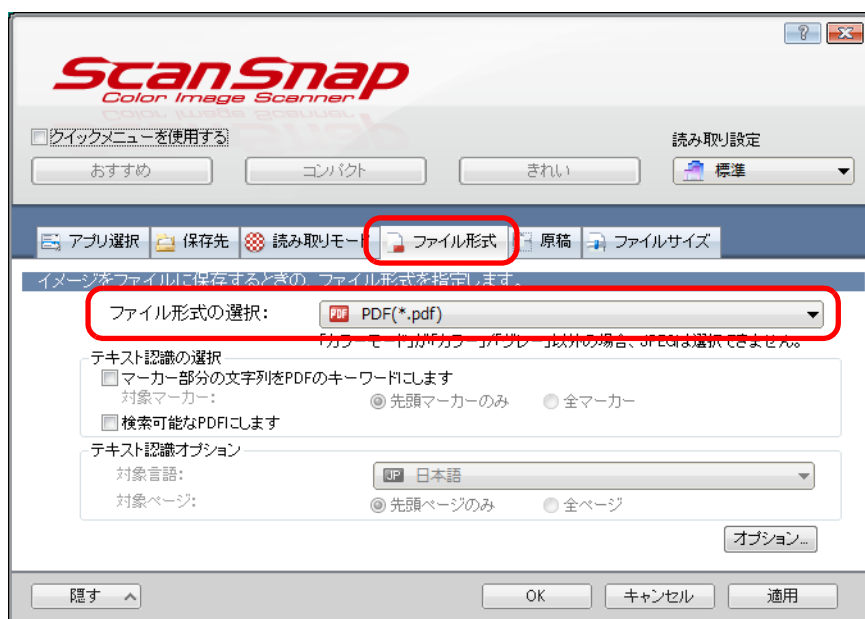 ScanSnap
Color Image Scanner
クイックメニューを使用する
読み取り設定
おすすめ コンパクト きれい 標準
アプリ選択 保存先 読み取りモード ファイル形式 原稿 ファイルサイズ
イメージをファイルに保存するときの、ファイル形式を指定します。
ファイル形式の選択: PDF PDF(*.pdf)
「カラーモード」が「カラー」/「グレー」以外の場合、JPEGは選択できません。
テキスト認識の選択
マーカー部分の文字列をPDFのキーワードにします
対象マーカー: 先頭マーカーのみ 全マーカー
検索可能なPDFにします
テキスト認識オプション
対象言語: JP 日本語
対象ページ: 先頭ページのみ 全ページ
オプション...
隠す OK キャンセル 適用